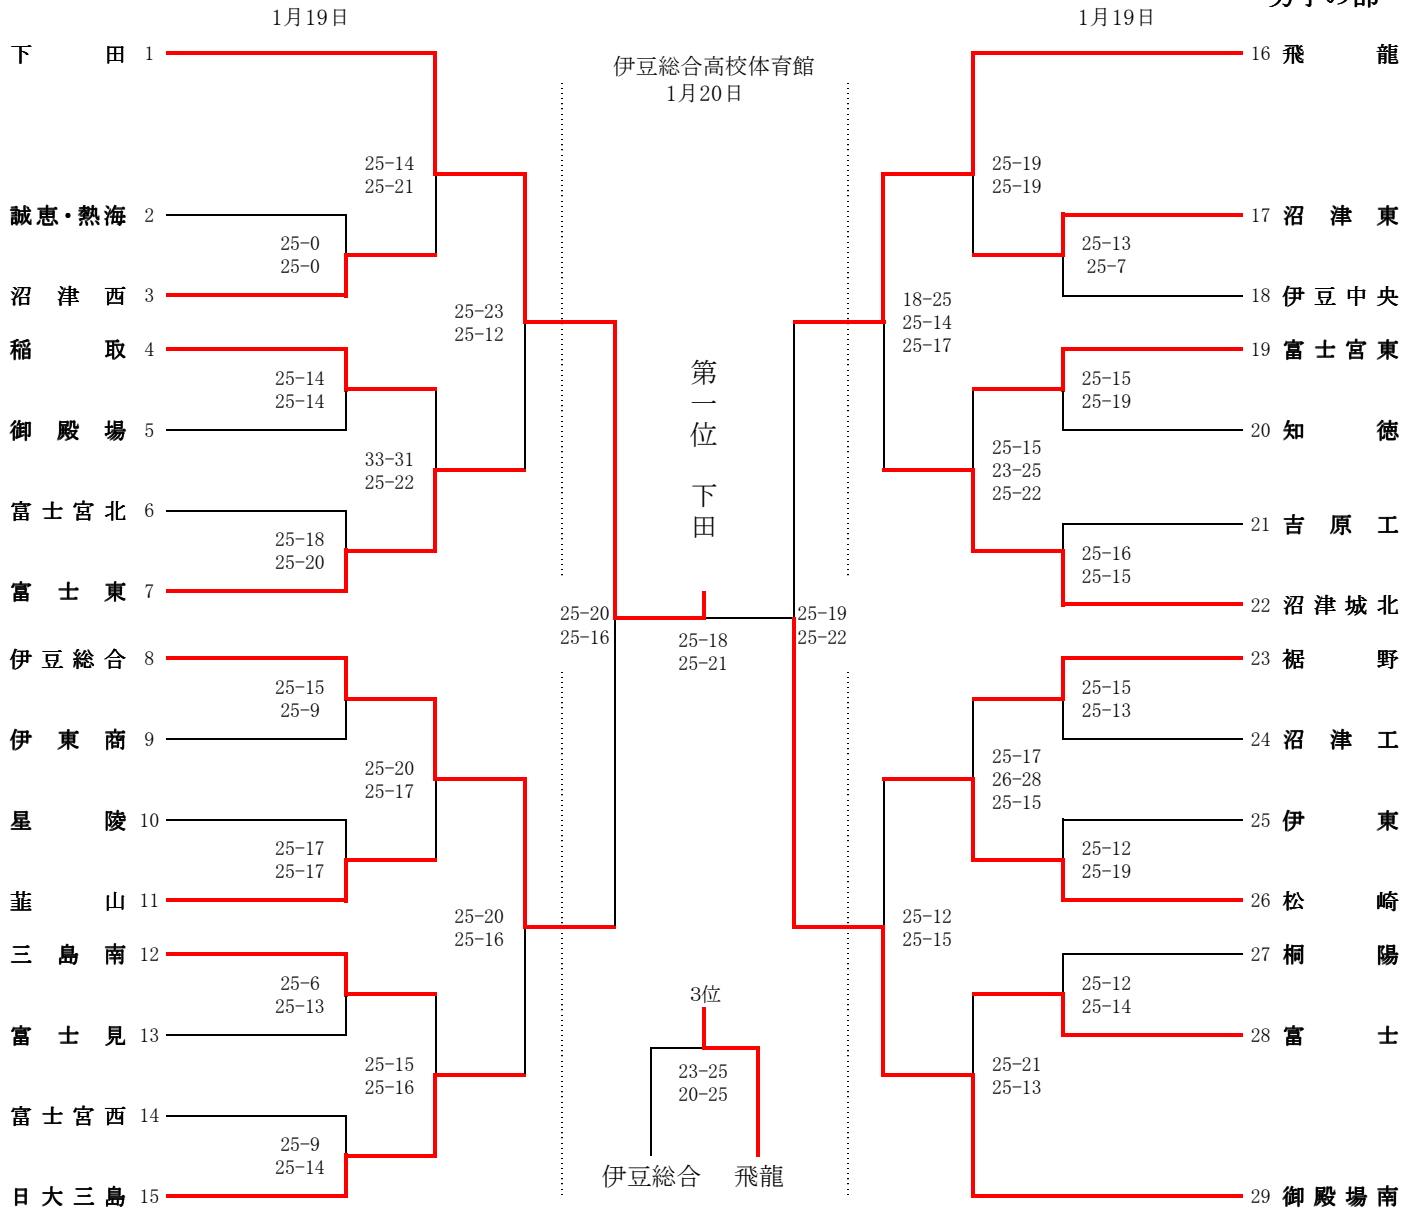 男子の部
1月19日
1月19日
伊豆総合高校体育館
1月20日
下田 1
25-14
25-21
誠恵・熱海 2
25-0
25-0
沼津西 3
25-23
25-12
稲取 4
25-14
25-14
御殿場 5
33-31
25-22
富士宮北 6
25-18
25-20
富士東 7
25-20
25-16
伊豆総合 8
25-15
25-9
伊東商 9
25-20
25-17
星陵 10
25-17
25-17
韮山 11
25-20
25-16
三島南 12
25-6
25-13
富士見 13
25-15
25-16
富士宮西 14
25-9
25-14
日大三島 15
第一位 下田
25-18
25-21
3位
23-25
20-25
伊豆総合 飛龍
16 飛龍
25-19
25-19
17 沼津東
25-13
25-7
18 伊豆中央
18-25
25-14
25-17
19 富士宮東
25-15
25-19
20 知徳
25-15
23-25
25-22
21 吉原工
25-16
25-15
22 沼津城北
25-19
25-22
23 裾野
25-15
25-13
24 沼津工
25-17
26-28
25-15
25 伊東
25-12
25-19
26 松崎
25-12
25-15
27 桐陽
25-12
25-14
28 富士
25-21
25-13
29 御殿場南